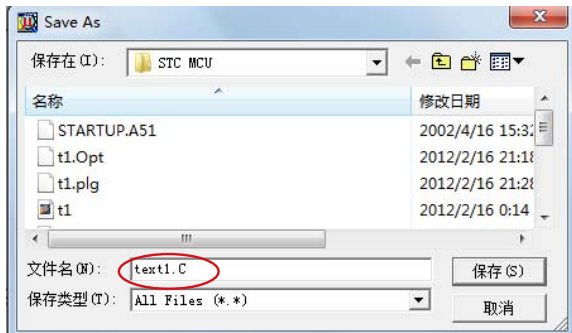 Save As
保存在(I): STC MCU
名称 修改日期
STARTUP.A51 2002/4/16 15:32
t1.Opt 2012/2/16 21:18
t1.plg 2012/2/16 21:28
t1 2012/2/16 0:14
文件名(N): text1.C 保存(S)
保存类型(T): All Files (*.*) 取消